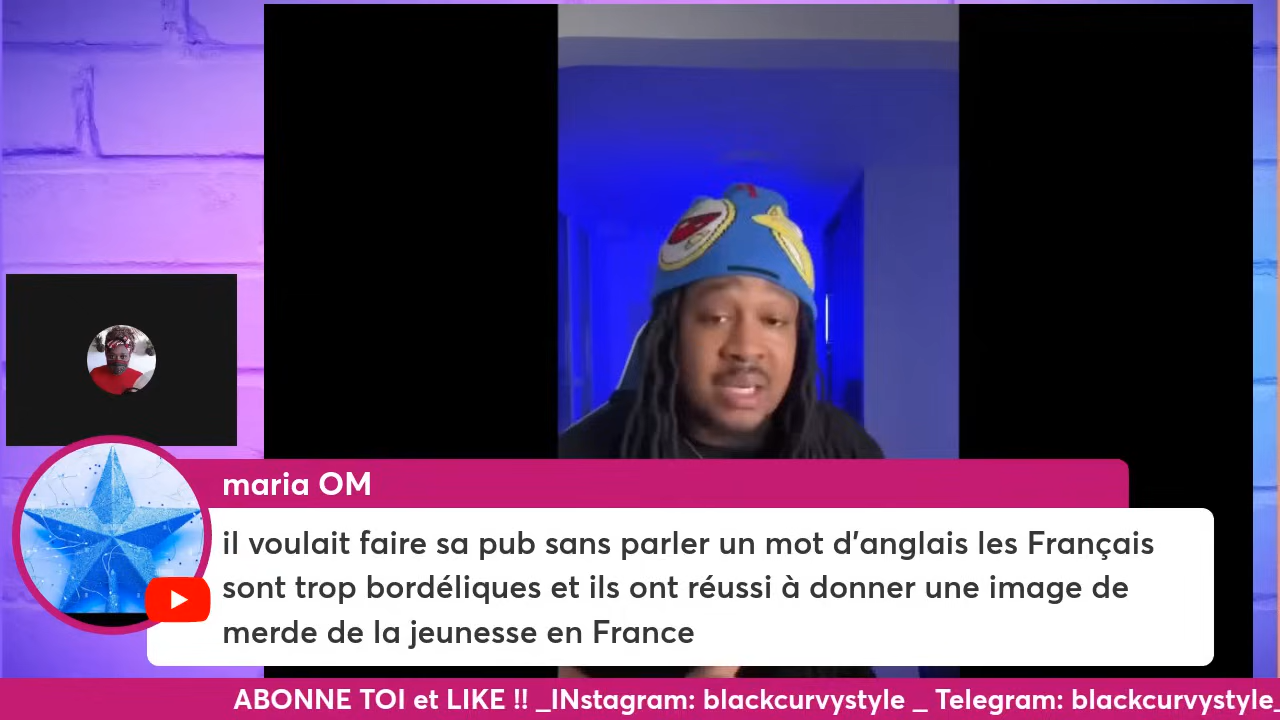 maria OM
il voulait faire sa pub sans parler un mot d'anglais les Français
sont trop bordéliques et ils ont réussi à donner une image de
merde de la jeunesse en France
ABONNE TOI et LIKE !! _INstagram: blackcurvystyle _ Telegram: blackcurvystyle_